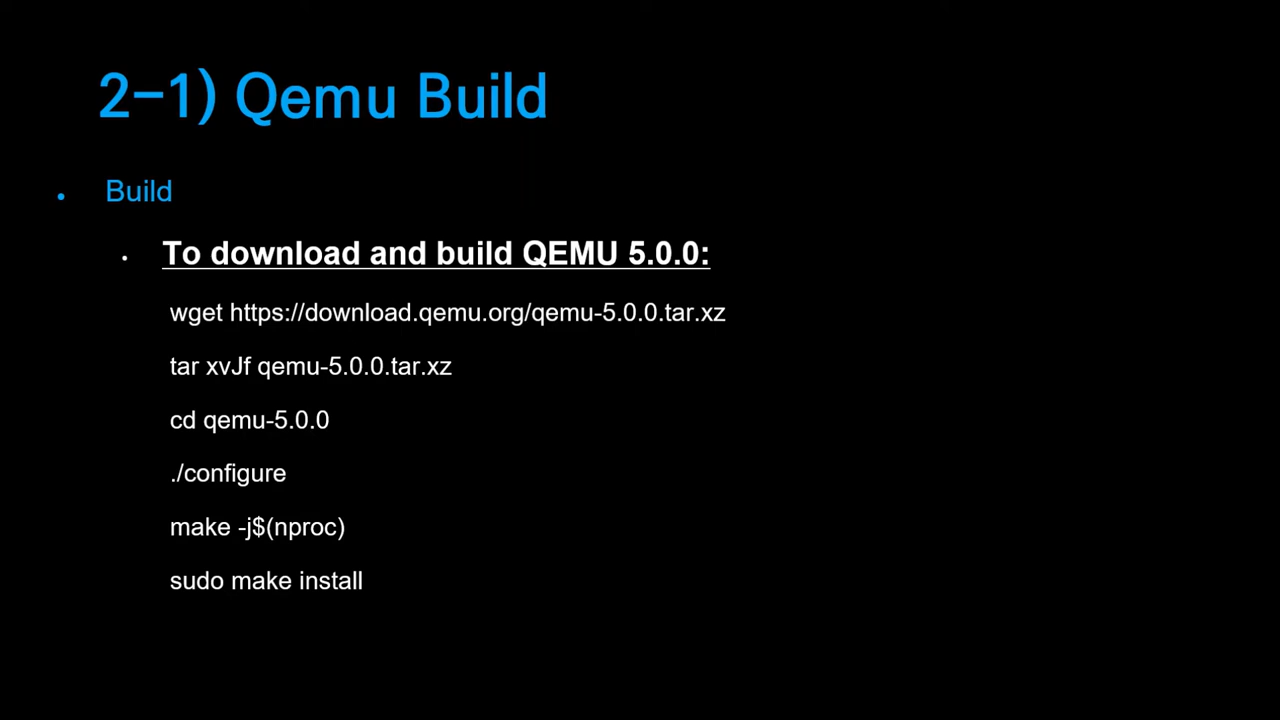 2-1) Qemu Build
• Build
• To download and build QEMU 5.0.0:
wget https://download.qemu.org/qemu-5.0.0.tar.xz
tar xvJf qemu-5.0.0.tar.xz
cd qemu-5.0.0
./configure
make -j$(nproc)
sudo make install